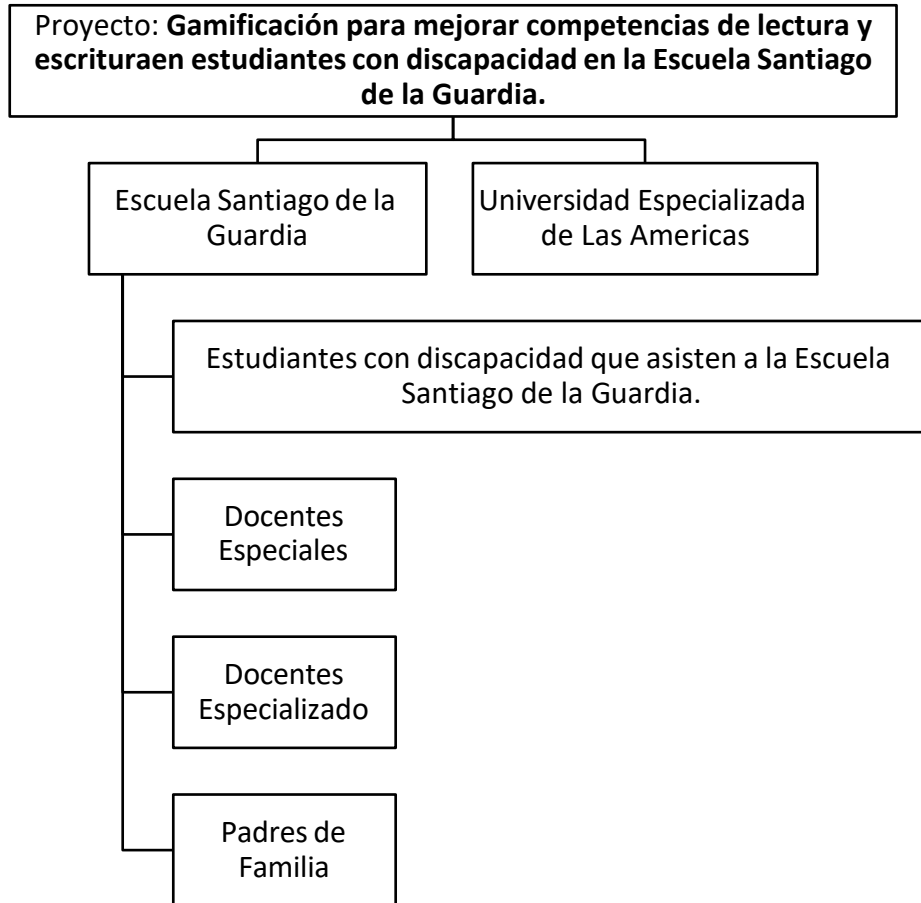 Proyecto: Gamificación para mejorar competencias de lectura y
escrituraen estudiantes con discapacidad en la Escuela Santiago
de la Guardia.
Escuela Santiago de la
Guardia
Universidad Especializada
de Las Americas
Estudiantes con discapacidad que asisten a la Escuela
Santiago de la Guardia.
Docentes
Especiales
Docentes
Especializado
Padres de
Familia